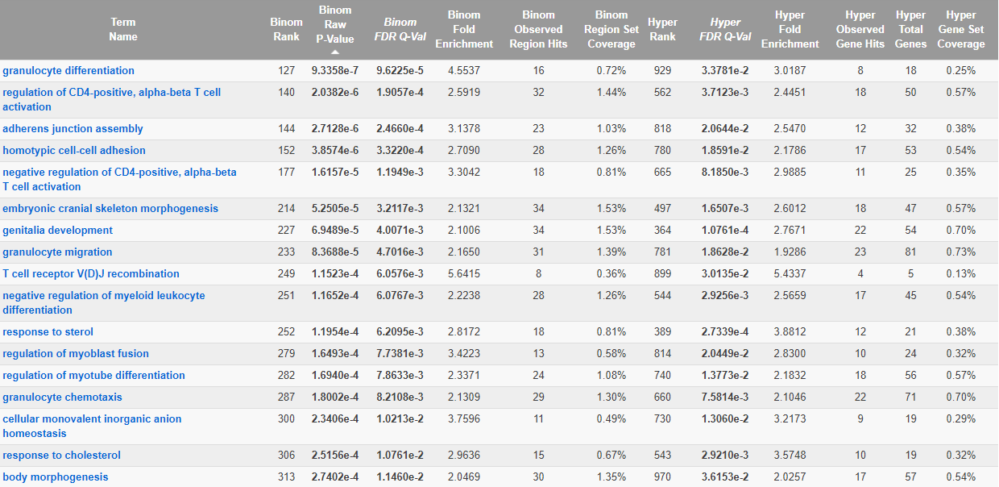 Term Name Binom Rank Binom Raw P-Value Binom FDR Q-Val Binom Fold Enrichment Binom Observed Region Hits Binom Region Set Coverage Hyper Rank Hyper FDR Q-Val Hyper Fold Enrichment Hyper Observed Gene Hits Hyper Total Genes Hyper Gene Set Coverage
granulocyte differentiation 127 9.3358e-7 9.6225e-5 4.5537 16 0.72% 929 3.3781e-2 3.0187 8 18 0.25%
regulation of CD4-positive, alpha-beta T cell activation 140 2.0382e-6 1.9057e-4 2.5919 32 1.44% 562 3.7123e-3 2.4451 18 50 0.57%
adherens junction assembly 144 2.7128e-6 2.4660e-4 3.1378 23 1.03% 818 2.0644e-2 2.5470 12 32 0.38%
homotypic cell-cell adhesion 152 3.8574e-6 3.3220e-4 2.7090 28 1.26% 780 1.8591e-2 2.1786 17 53 0.54%
negative regulation of CD4-positive, alpha-beta T cell activation 177 1.6157e-5 1.1949e-3 3.3042 18 0.81% 665 8.1850e-3 2.9885 11 25 0.35%
embryonic cranial skeleton morphogenesis 214 5.2505e-5 3.2117e-3 2.1321 34 1.53% 497 1.6507e-3 2.6012 18 47 0.57%
genitalia development 227 6.9489e-5 4.0071e-3 2.1006 34 1.53% 364 1.0761e-4 2.7671 22 54 0.70%
granulocyte migration 233 8.3688e-5 4.7016e-3 2.1650 31 1.39% 781 1.8628e-2 1.9286 23 81 0.73%
T cell receptor V(D)J recombination 249 1.1523e-4 6.0576e-3 5.6415 8 0.36% 899 3.0135e-2 5.4337 4 5 0.13%
negative regulation of myeloid leukocyte differentiation 251 1.1652e-4 6.0767e-3 2.2238 28 1.26% 544 2.9256e-3 2.5659 17 45 0.54%
response to sterol 252 1.1954e-4 6.2095e-3 2.8172 18 0.81% 389 2.7339e-4 3.8812 12 21 0.38%
regulation of myoblast fusion 279 1.6493e-4 7.7381e-3 3.4223 13 0.58% 814 2.0449e-2 2.8300 10 24 0.32%
regulation of myotube differentiation 282 1.6940e-4 7.8633e-3 2.3371 24 1.08% 740 1.3773e-2 2.1832 18 56 0.57%
granulocyte chemotaxis 287 1.8002e-4 8.2108e-3 2.1309 29 1.30% 660 7.5814e-3 2.1046 22 71 0.70%
cellular monovalent inorganic anion homeostasis 300 2.3406e-4 1.0213e-2 3.7596 11 0.49% 730 1.3060e-2 3.2173 9 19 0.29%
response to cholesterol 306 2.5156e-4 1.0761e-2 2.9636 15 0.67% 543 2.9210e-3 3.5748 10 19 0.32%
body morphogenesis 313 2.7402e-4 1.1460e-2 2.0469 30 1.35% 970 3.6153e-2 2.0257 17 57 0.54%